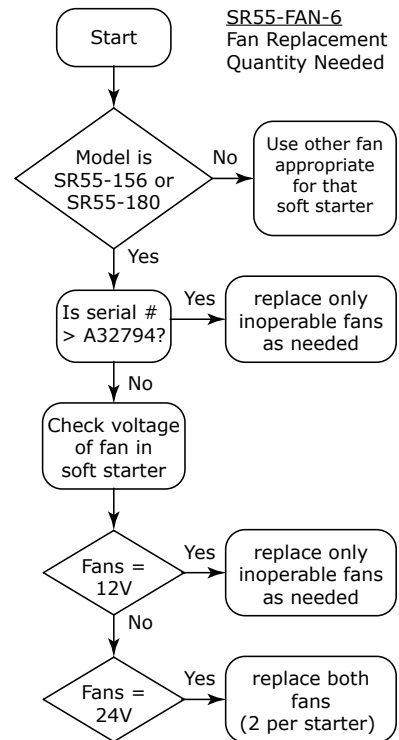 SR55-FAN-6
Fan Replacement
Quantity Needed
Start
Model is
SR55-156 or
SR55-180
No
Use other fan
appropriate
for that
soft starter
Yes
Is serial #
> A32794?
Yes
replace only
inoperable fans
as needed
No
Check voltage
of fan in
soft starter
Fans =
12V
Yes
replace only
inoperable fans
as needed
No
Fans =
24V
Yes
replace both
fans
(2 per starter)